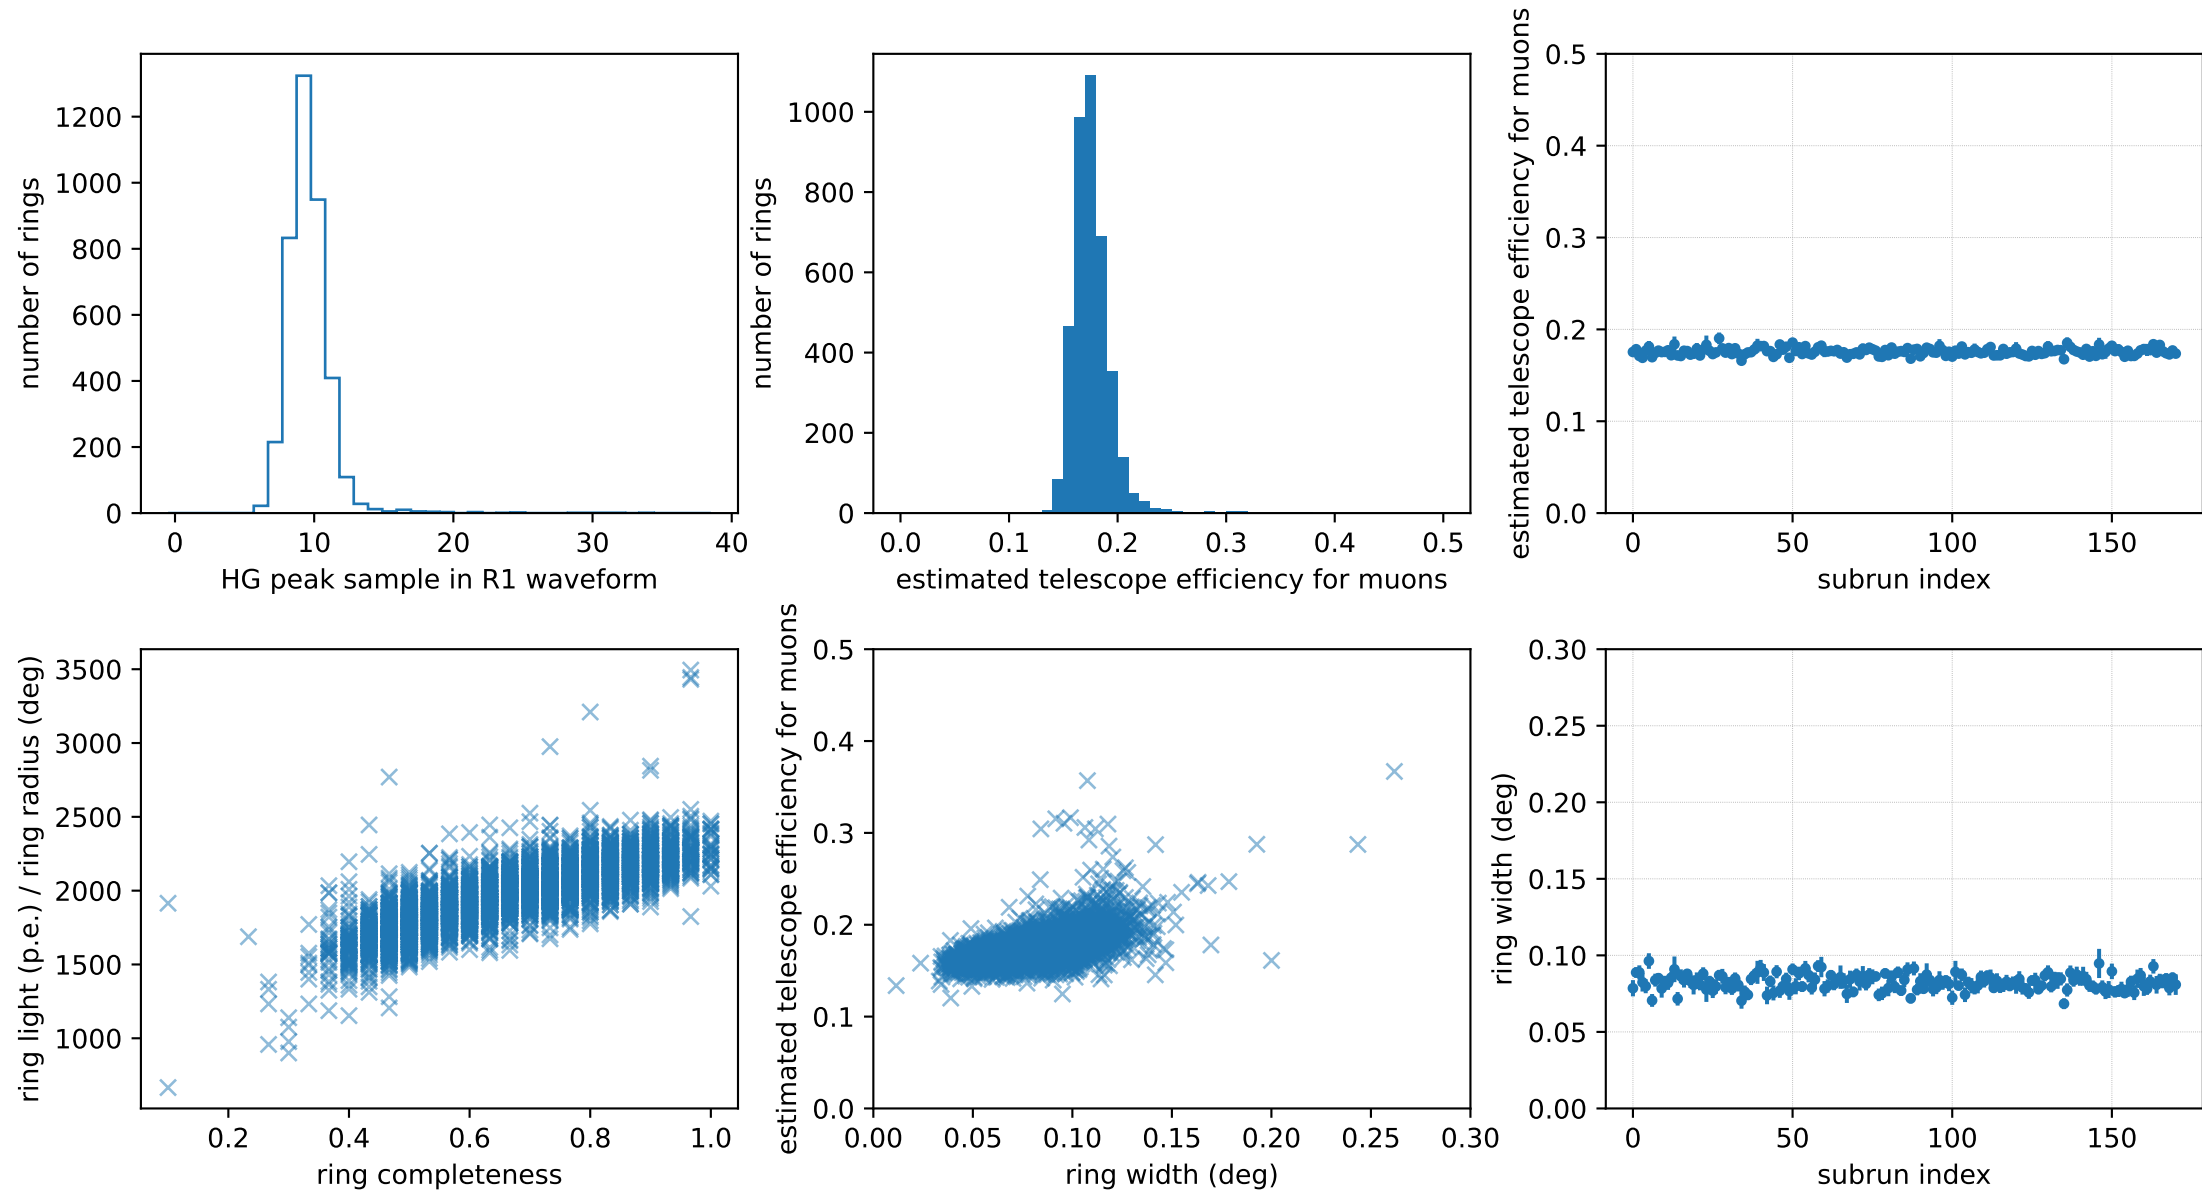 number of rings
1200
1000
800
600
400
200
0
0 10 20 30 40
HG peak sample in R1 waveform
number of rings
1000
800
600
400
200
0
0.0 0.1 0.2 0.3 0.4 0.5
estimated telescope efficiency for muons
estimated telescope efficiency for muons
0.5
0.4
0.3
0.2
0.1
0.0
0 50 100 150
subrun index
ring light (p.e.) / ring radius (deg)
3500
3000
2500
2000
1500
1000
0.2 0.4 0.6 0.8 1.0
ring completeness
estimated telescope efficiency for muons
0.5
0.4
0.3
0.2
0.1
0.0
0.00 0.05 0.10 0.15 0.20 0.25 0.30
ring width (deg)
ring width (deg)
0.30
0.25
0.20
0.15
0.10
0.05
0.00
0 50 100 150
subrun index